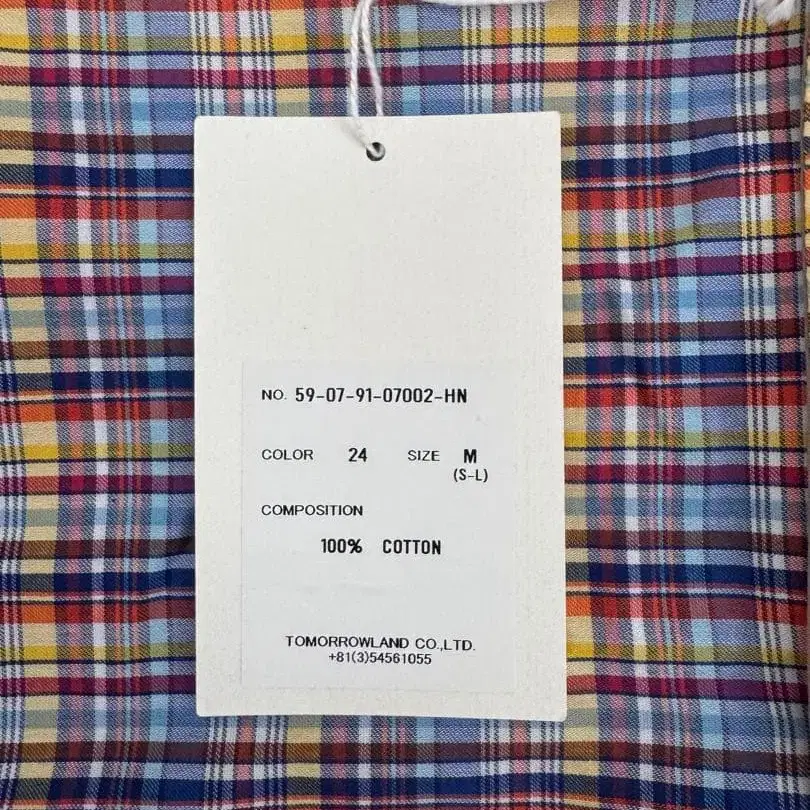 NO. 59-07-91-07002-HN
COLOR 24 SIZE M
(S-L)
COMPOSITION
100% COTTON
TOMORROWLAND CO.,LTD.
+81(3)54561055